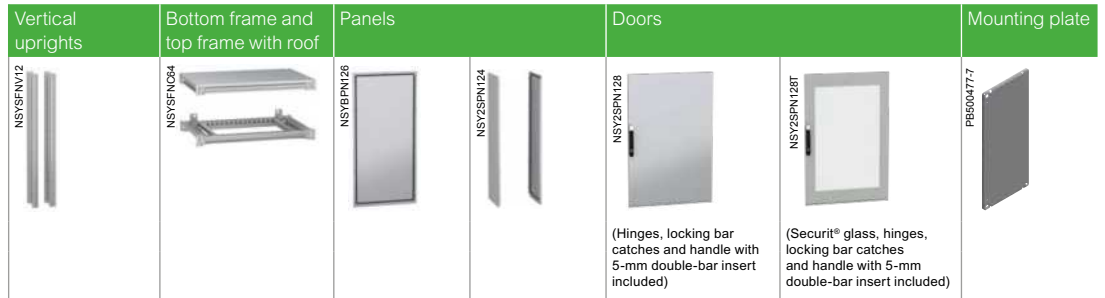 Vertical
uprights
Bottom frame and
top frame with roof
Panels
Doors
Mounting plate
NSYSFNV12
NSYSFNC64
NSYBPN126
NSY2SPN124
NSY2SPN128
NSY2SPN128T
PB500477-7
(Hinges, locking bar
catches and handle with
5-mm double-bar insert
included)
(Securit® glass, hinges,
locking bar catches
and handle with 5-mm
double-bar insert included)